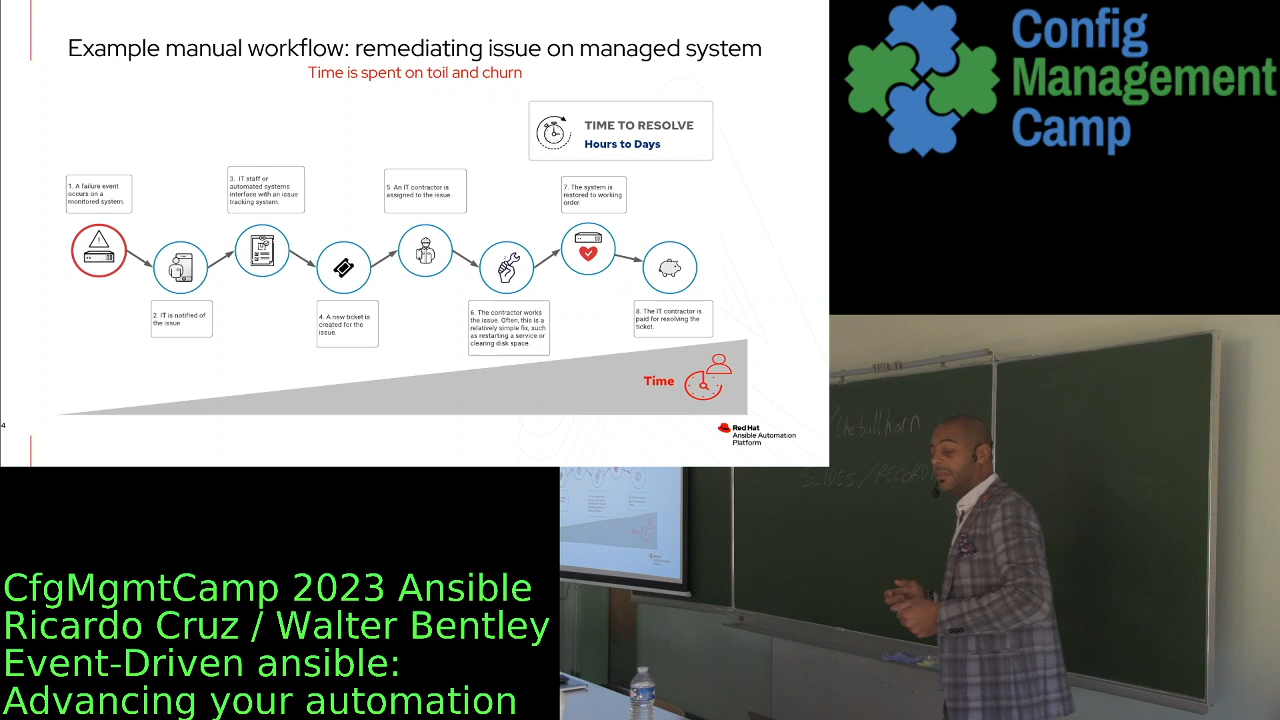 Example manual workflow: remediating issue on managed system
Time is spent on toil and churn
TIME TO RESOLVE
Hours to Days
1. A failure event
occurs on a
monitored system.
3. IT staff or
automated systems
interface with an issue
tracking system.
5. An IT contractor is
assigned to the issue.
7. The system is
restored to working
order.
2. IT is notified of
the issue
4. A new ticket is
created for the
issue.
6. The contractor works
the issue. Often, this is a
relatively simple fix, such
as restarting a service or
clearing disk space
8. The IT contractor is
paid for resolving the
ticket.
Time
4
Red Hat
Ansible Automation
Platform
Config
Management
Camp
the bullhorn
SLIDES/RECORD
CfgMgmtCamp 2023 Ansible
Ricardo Cruz / Walter Bentley
Event-Driven ansible:
Advancing your automation